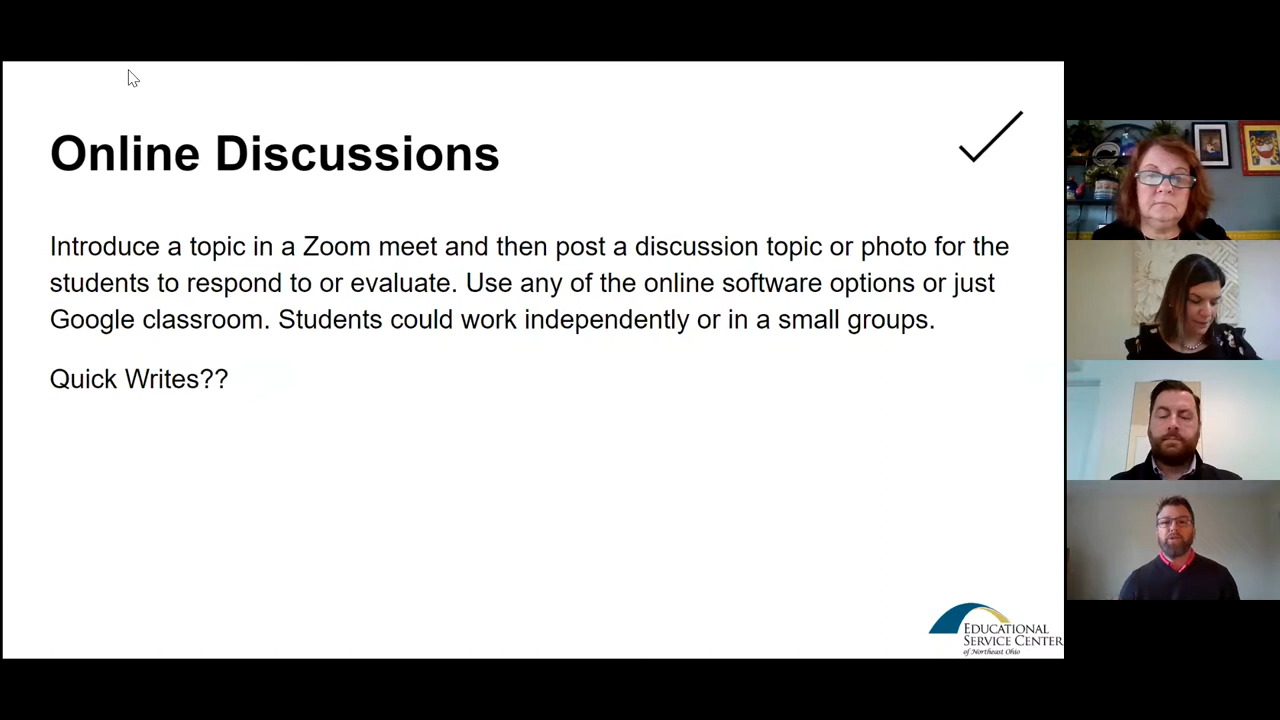 Online Discussions
Introduce a topic in a Zoom meet and then post a discussion topic or photo for the
students to respond to or evaluate. Use any of the online software options or just
Google classroom. Students could work independently or in a small groups.
Quick Writes??
EDUCATIONAL
SERVICE CENTER
of Northeast Ohio